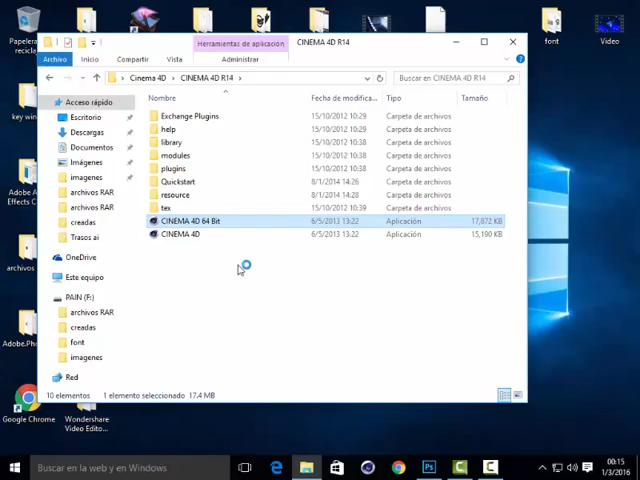 Papelera
recicla
font
Video
Herramientas de aplicación
CINEMA 4D R14
Archivo
Inicio
Compartir
Vista
Administrar
Cinema 4D
CINEMA 4D R14
Buscar en CINEMA 4D R14
Nombre
Fecha de modifica...
Tipo
Tamaño
Exchange Plugins 15/10/2012 10:29 Carpeta de archivos
help 15/10/2012 10:29 Carpeta de archivos
library 15/10/2012 10:38 Carpeta de archivos
modules 15/10/2012 10:38 Carpeta de archivos
plugins 15/10/2012 10:38 Carpeta de archivos
Quickstart 8/1/2014 14:26 Carpeta de archivos
resource 8/1/2014 14:28 Carpeta de archivos
tex 15/10/2012 10:39 Carpeta de archivos
CINEMA 4D 64 Bit 6/5/2013 13:22 Aplicación 17,872 KB
CINEMA 4D 6/5/2013 13:22 Aplicación 15,190 KB
Acceso rápido
Escritorio
Descargas
Documentos
Imágenes
imagenes
archivos RAR
archivos RAR
creadas
Trasos ai
OneDrive
Este equipo
PAIN (F:)
archivos RAR
creadas
font
imagenes
Red
10 elementos
1 elemento seleccionado 17.4 MB
key win
Adobe
Effects C
archivos
Adobe.Pho
Google Chrome
Wondershare
Video Edito...
Buscar en la web y en Windows
00:15
1/3/2016